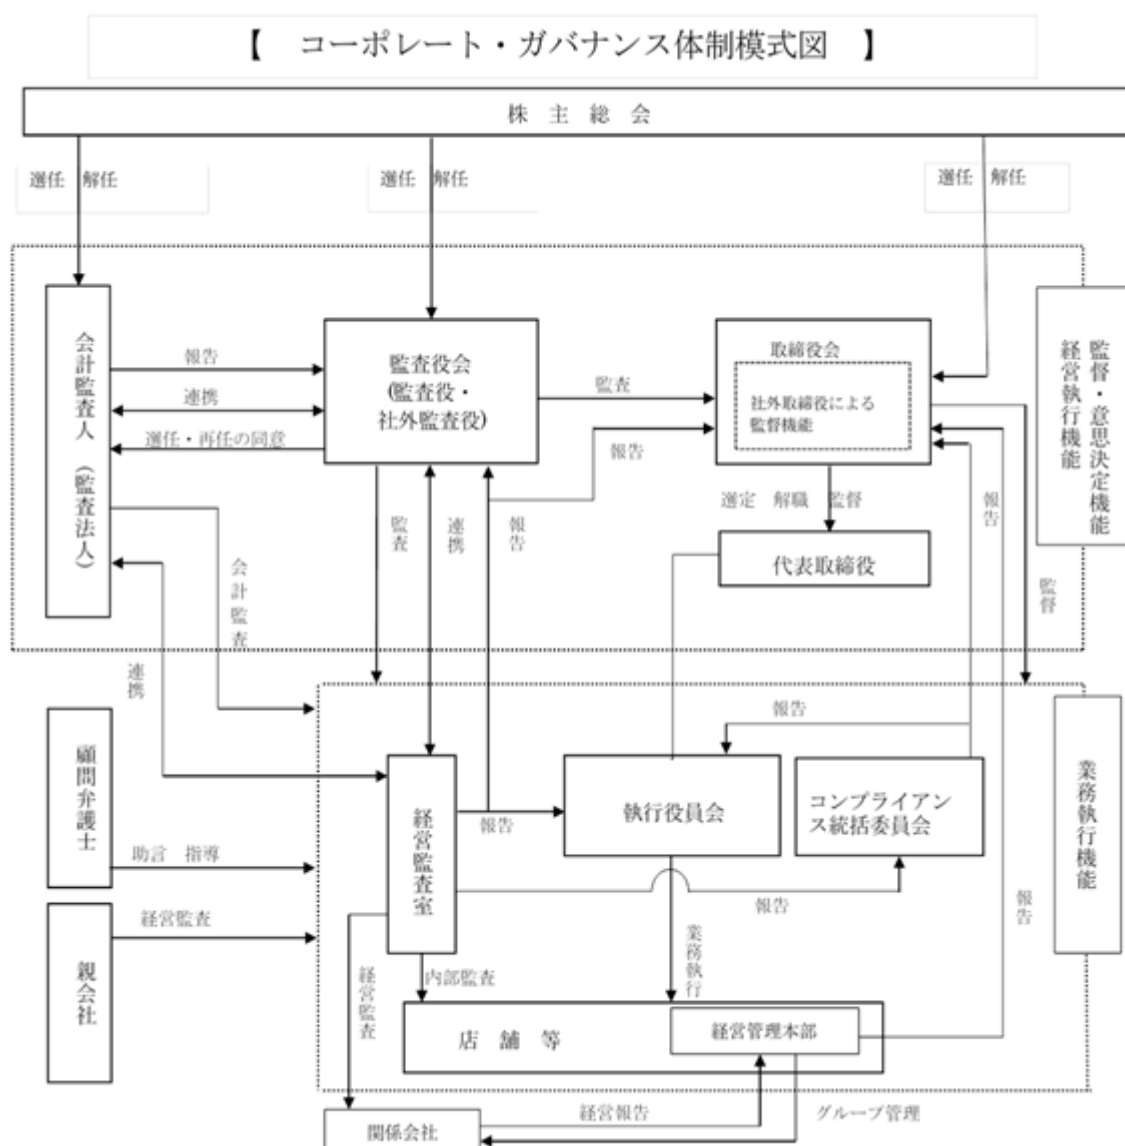 【　コーポレート・ガバナンス体制模式図　】
株　主　総　会
選任　解任
選任　解任
選任　解任
会計監査人（監査法人）
報告
連携
選任・再任の同意
監査役会
(監査役・
社外監査役)
監査
報告
取締役会
社外取締役による
監督機能
監督・意思決定機能
経営執行機能
選定　解職　監督
代表取締役
会計監査
監査
連携
報告
報告
監督
連携
顧問弁護士
助言　指導
親会社
経営監査
報告
経営監査室
報告
執行役員会
コンプライアン
ス統括委員会
業務執行機能
報告
報告
経営監査
内部監査
業務執行
店　舗　等
経営管理本部
関係会社
経営報告
グループ管理